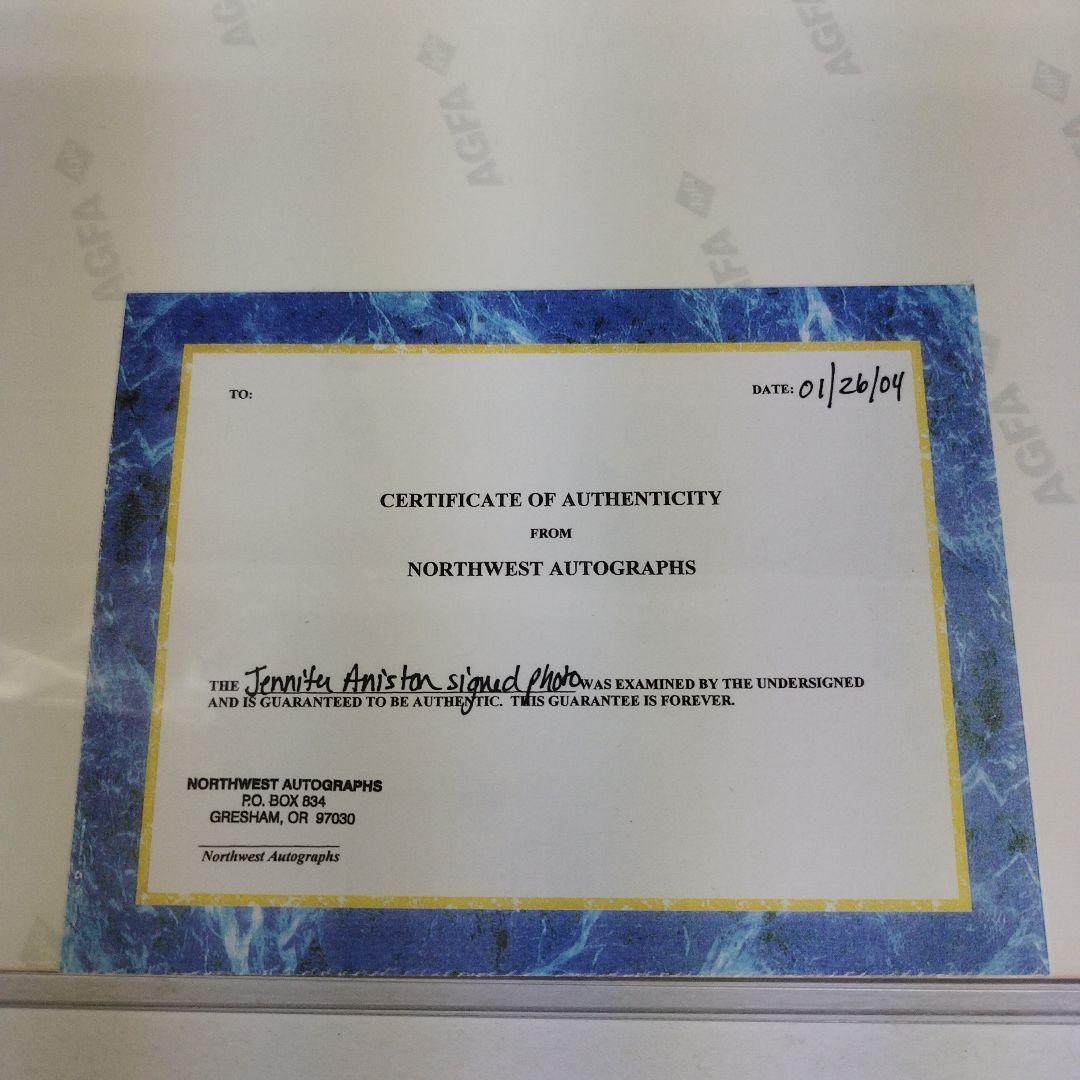 AGFA
AGFA
AGFA
AGFA
AGFA
TO:
DATE: 01/26/04
CERTIFICATE OF AUTHENTICITY
FROM
NORTHWEST AUTOGRAPHS
THE Jennifer Aniston signed photo WAS EXAMINED BY THE UNDERSIGNED
AND IS GUARANTEED TO BE AUTHENTIC. THIS GUARANTEE IS FOREVER.
NORTHWEST AUTOGRAPHS
P.O. BOX 834
GRESHAM, OR 97030
Northwest Autographs